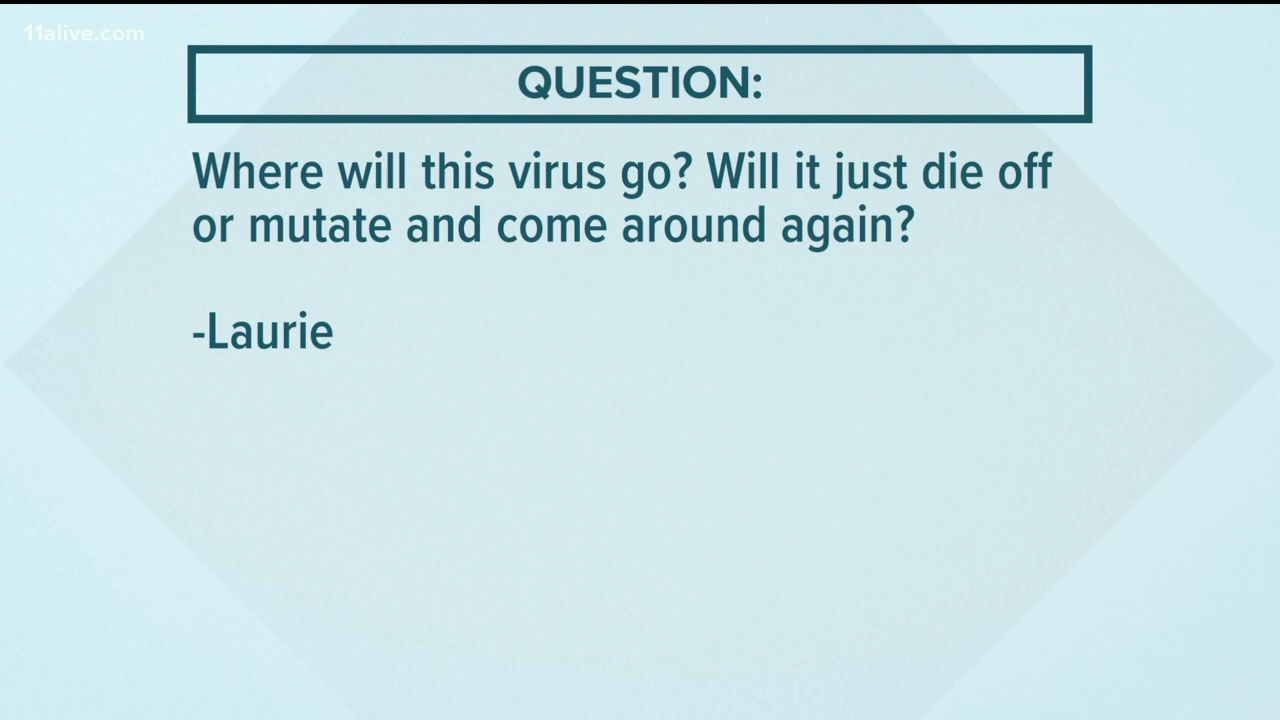 11alive.com
QUESTION:
Where will this virus go? Will it just die off
or mutate and come around again?
-Laurie